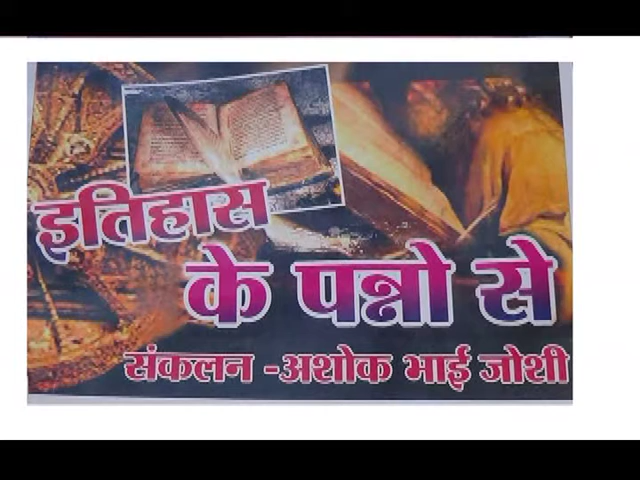 इतिहास
के पन्नो से
संकलन -अशोक भाई जोशी